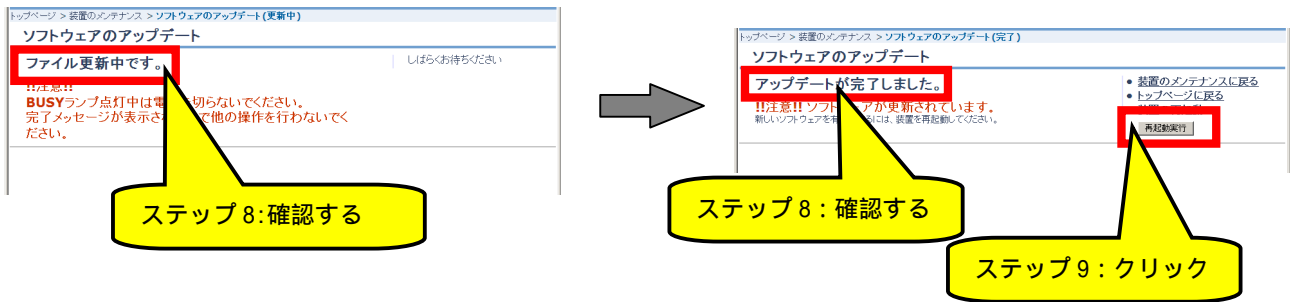 トップページ > 装置のメンテナンス > ソフトウェアのアップデート(更新中)
ソフトウェアのアップデート
ファイル更新中です。
しばらくお待ちください
!!注意!!
BUSYランプ点灯中は電 切らないでください。
完了メッセージが表示さ で他の操作を行わないでく
ださい。
ステップ8:確認する
トップページ > 装置のメンテナンス > ソフトウェアのアップデート(完了)
ソフトウェアのアップデート
アップデートが完了しました。
!!注意!! ソフト アが更新されています。
新しいソフトウェアを有 るには、装置を再起動してください。
・装置のメンテナンスに戻る
・トップページに戻る
再起動実行
ステップ8：確認する
ステップ9：クリック